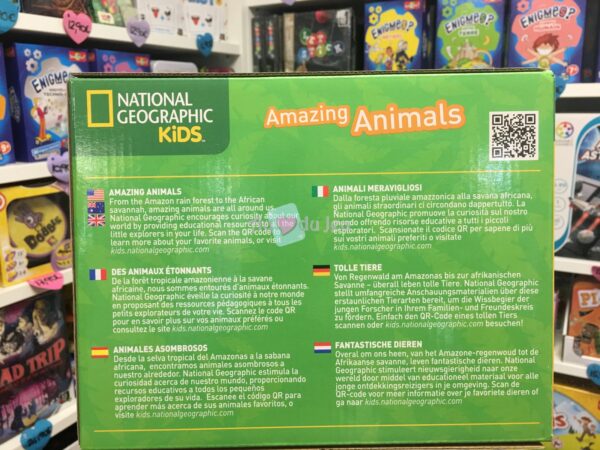 NATIONAL
GEOGRAPHIC
KiDS
Amazing Animals
AMAZING ANIMALS
From the Amazon rain forest to the African
savannah, amazing animals are all around us.
National Geographic encourages curiosity about our
world by providing educational resources to all the
little explorers in your life. Scan the QR code to
learn more about your favorite animals, or visit
kids.nationalgeographic.com
DES ANIMAUX ÉTONNANTS
De la forêt tropicale amazonienne à la savane
africaine, nous sommes entourés d'animaux étonnants.
National Geographic éveille la curiosité à notre monde
en proposant des ressources pédagogiques à tous les
petits explorateurs de votre vie. Scannez le code QR
pour en savoir plus sur vos animaux préférés ou
consultez le site kids.nationalgeographic.com
ANIMALES ASOMBROSOS
Desde la selva tropical del Amazonas a la sabana
africana, encontramos animales asombrosos a
nuestro alrededor. National Geographic estimula la
curiosidad acerca de nuestro mundo, proporcionando
recursos educativos a todos los pequeños
exploradores de su vida. Escanee el código QR para
aprender más acerca de sus animales favoritos, o
visite kids.nationalgeographic.com
ANIMALI MERAVIGLIOSI
Dalla foresta pluviale amazzonica alla savana africana,
gli animali straordinari ci circondano dappertutto. La
National Geographic promuove la curiosità sul nostro
mondo offrendo risorse educative a tutti i piccoli
esploratori. Scansionate il codice QR per saperne di più
sui vostri animali preferiti o visitate
kids.nationalgeographic.com
TOLLE TIERE
Von Regenwald am Amazonas bis zur afrikanischen
Savanne – überall leben tolle Tiere. National Geographic
stellt umfangreiche Anschauungsmaterialien über diese
erstaunlichen Tierarten bereit, um die Wissbegier der
jungen Forscher in Ihrem Familien- und Freundeskreis
zu fördern. Einfach den QR-Code eines tollen Tiers
scannen oder kids.nationalgeographic.com besuchen!
FANTASTISCHE DIEREN
Overal om ons heen, van het Amazone-regenwoud tot de
Afrikaanse savanne, leven fantastische dieren. National
Geographic stimuleert nieuwsgierigheid naar onze
wereld door middel van educatieve materiaal voor alle
jonge ontdekkingsreizigers in je omgeving. Scan de
QR-code voor meer informatie over je favoriete dieren of
ga naar kids.nationalgeographic.com
du Jeu
ENIGMEO?
ENIGMEO?
ENIGMEO?
ENIGMEO?
BAD TRIP